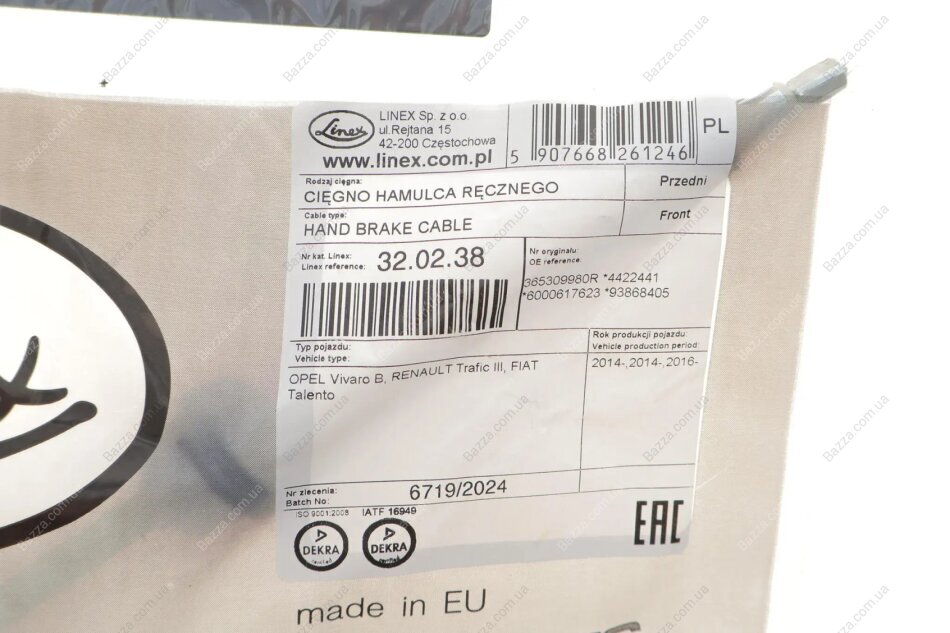 Linex
LINEX Sp. z o.o.
ul.Rejtana 15
42-200 Częstochowa
www.linex.com.pl
5 907668 261246
PL
Rodzaj cięgna:
CIĘGNO HAMULCA RĘCZNEGO
Przedni
Cable type:
HAND BRAKE CABLE
Front
Nr kat. Linex:
Linex reference:
32.02.38
Nr oryginału:
OE reference:
365309980R *4422441
*6000617623 *93868405
Typ pojazdu:
Vehicle type:
OPEL Vivaro B, RENAULT Trafic III, FIAT
Talento
Rok produkcji pojazdu:
Vehicle production period:
2014-,2014-,2016-
Nr zlecenia:
Batch No:
6719/2024
ISO 9001:2008
IATF 16949
DEKRA
DEKRA
EAC
made in EU
Bazza.com.ua